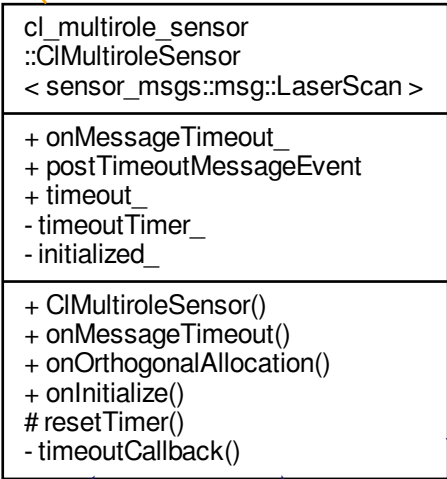 cl_multirole_sensor
::ClMultiroleSensor
< sensor_msgs::msg::LaserScan >
+ onMessageTimeout_
+ postTimeoutMessageEvent
+ timeout_
- timeoutTimer_
- initialized_
+ ClMultiroleSensor()
+ onMessageTimeout()
+ onOrthogonalAllocation()
+ onInitialize()
# resetTimer()
- timeoutCallback()